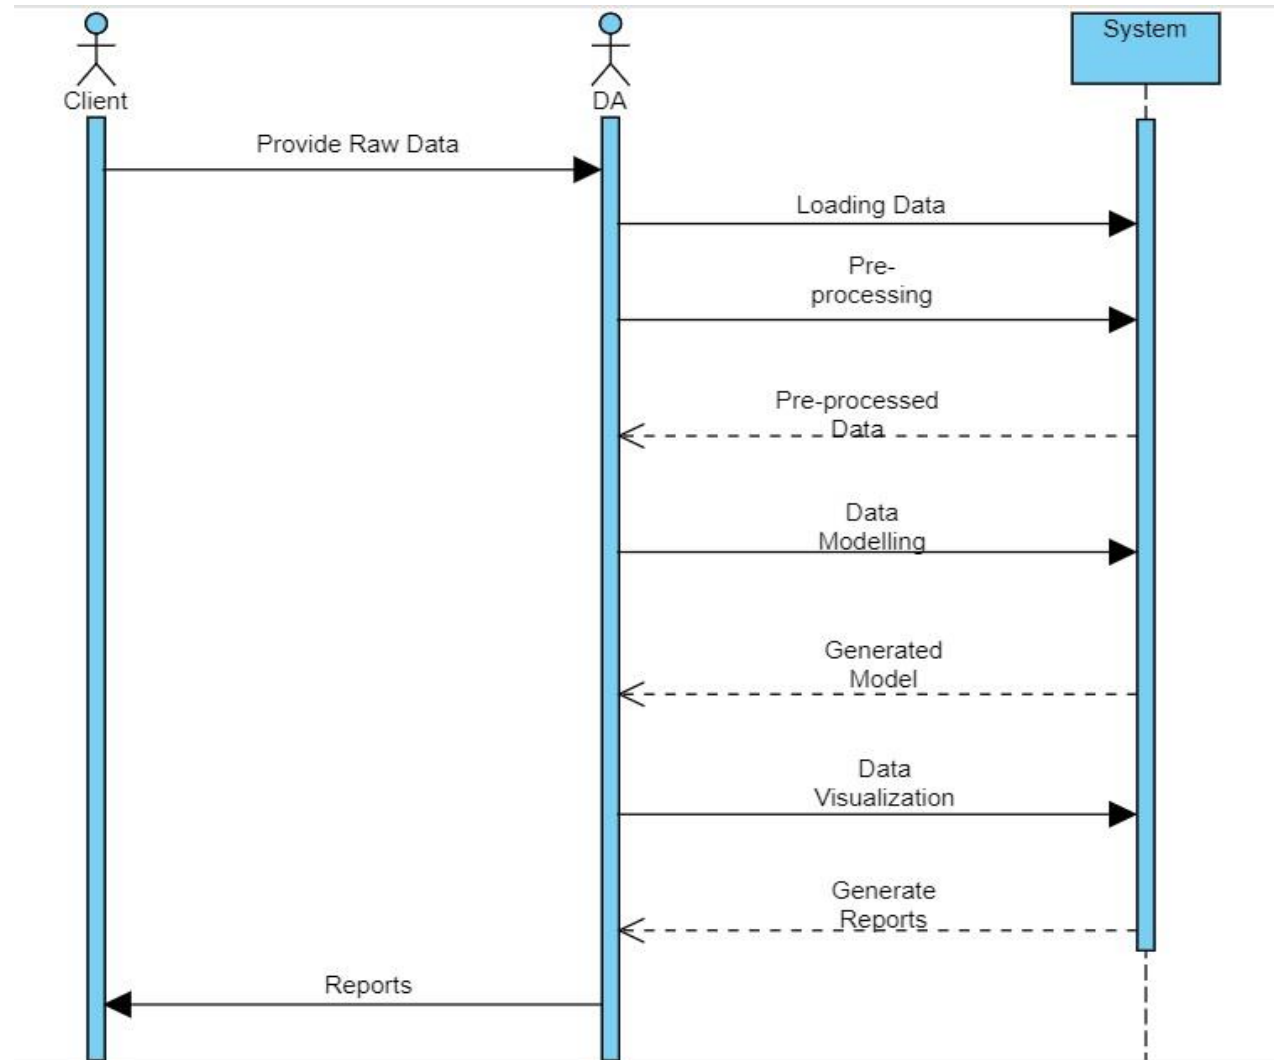 System
Client
DA
Provide Raw Data
Loading Data
Pre-
processing
Pre-processed
Data
Data
Modelling
Generated
Model
Data
Visualization
Generate
Reports
Reports